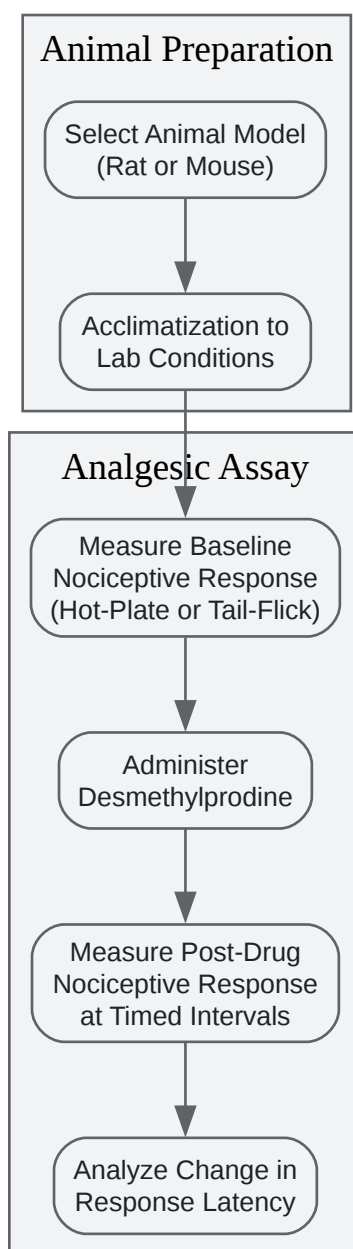 Animal Preparation
Select Animal Model
(Rat or Mouse)
Acclimatization to
Lab Conditions
Analgesic Assay
Measure Baseline
Nociceptive Response
(Hot-Plate or Tail-Flick)
Administer
Desmethylprodine
Measure Post-Drug
Nociceptive Response
at Timed Intervals
Analyze Change in
Response Latency